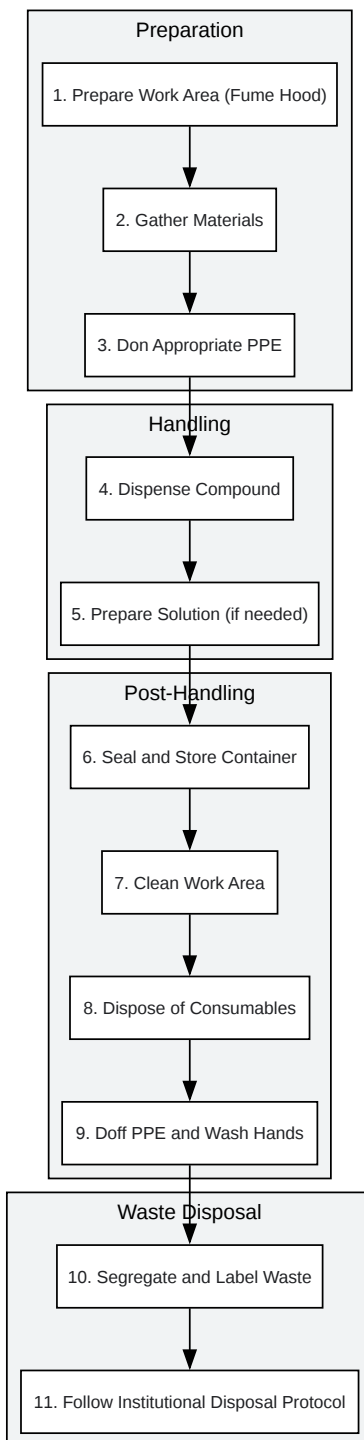 Preparation
1. Prepare Work Area (Fume Hood)
2. Gather Materials
3. Don Appropriate PPE
Handling
4. Dispense Compound
5. Prepare Solution (if needed)
Post-Handling
6. Seal and Store Container
7. Clean Work Area
8. Dispose of Consumables
9. Doff PPE and Wash Hands
Waste Disposal
10. Segregate and Label Waste
11. Follow Institutional Disposal Protocol